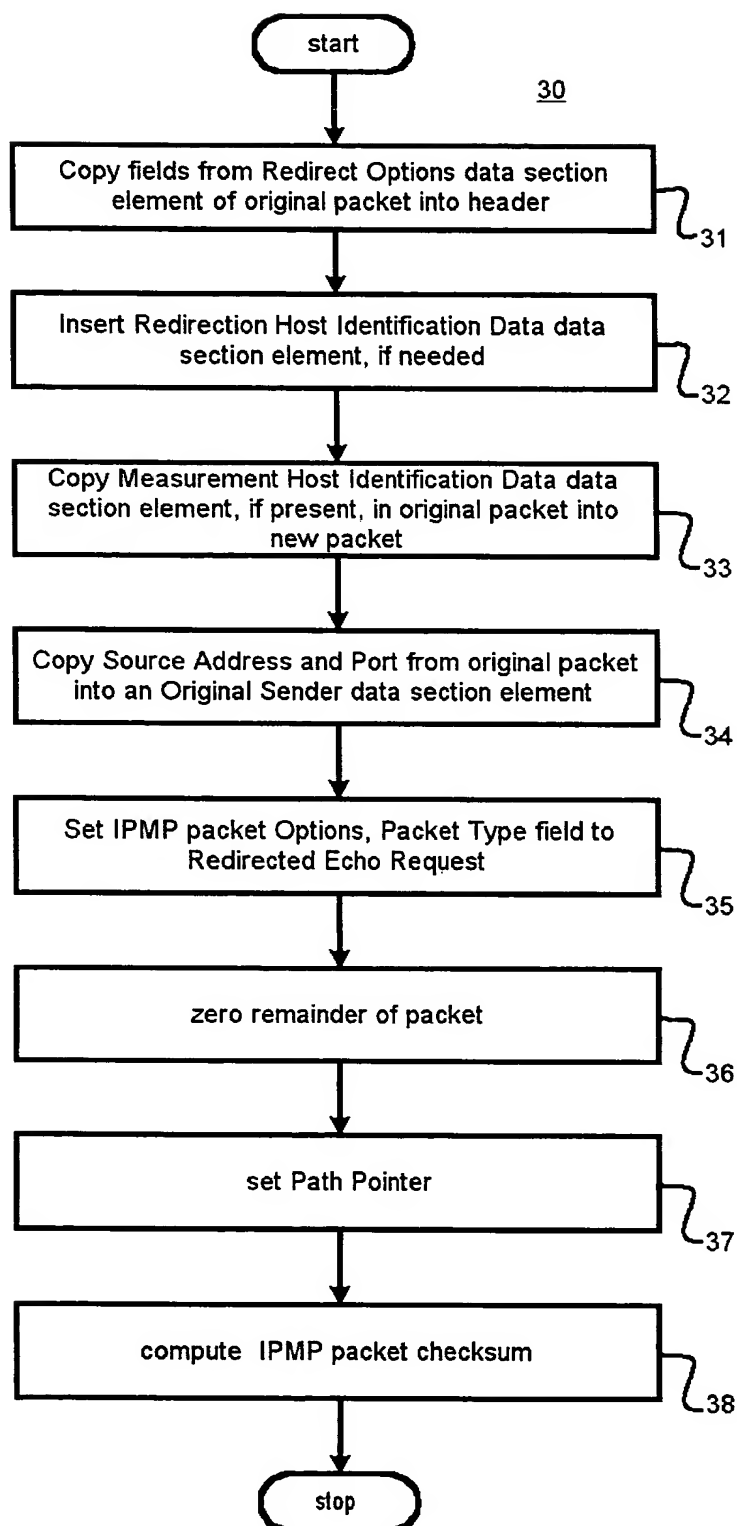 start
30
Copy fields from Redirect Options data section
element of original packet into header
31
Insert Redirection Host Identification Data data
section element, if needed
32
Copy Measurement Host Identification Data data
section element, if present, in original packet into
new packet
33
Copy Source Address and Port from original packet
into an Original Sender data section element
34
Set IPMP packet Options, Packet Type field to
Redirected Echo Request
35
zero remainder of packet
36
set Path Pointer
37
compute IPMP packet checksum
38
stop